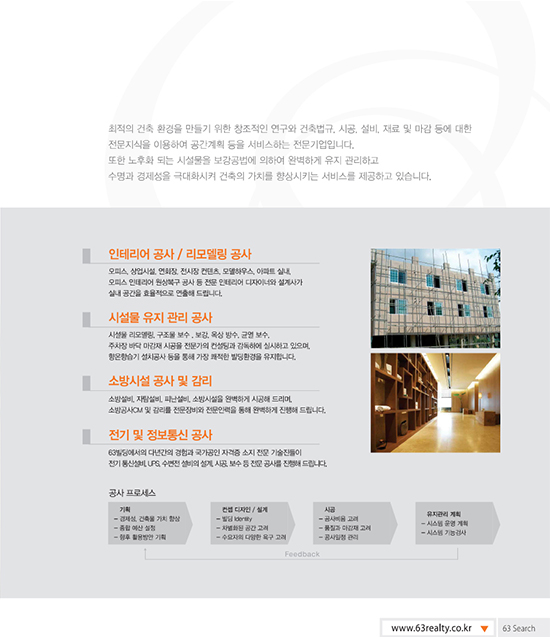 최적의 건축 환경을 만들기 위한 창조적인 연구와 건축법규, 시공, 설비, 재료 및 마감 등에 대한
전문지식을 이용하여 공간계획 등을 서비스하는 전문기업입니다.
또한 노후화 되는 시설물을 보강공법에 의하여 완벽하게 유지 관리하고
수명과 경제성을 극대화시켜 건축의 가치를 향상시키는 서비스를 제공하고 있습니다.
인테리어 공사 / 리모델링 공사
오피스, 상업시설, 연회장, 전시장 컨텐츠, 모델하우스, 아파트 실내,
오피스 인테리어 원상복구 공사 등 전문 인테리어 디자이너와 설계사가
실내 공간을 효율적으로 연출해 드립니다.
시설물 유지 관리 공사
시설물 리모델링, 구조물 보수 , 보강, 옥상 방수, 균열 보수,
주차장 바닥 마감재 시공을 전문가의 컨설팅과 감독하에 실시하고 있으며,
항온항습기 설치공사 등을 통해 가장 쾌적한 빌딩환경을 유지합니다.
소방시설 공사 및 감리
소방설비, 자탐설비, 피난설비, 소방시설을 완벽하게 시공해 드리며,
소방공사CM 및 감리를 전문장비와 전문인력을 통해 완벽하게 진행해 드립니다.
전기 및 정보통신 공사
63빌딩에서의 다년간의 경험과 국가공인 자격증 소지 전문 기술진들이
전기 통신설비, UPS, 수변전 설비의 설계, 시공, 보수 등 전문 공사를 진행해 드립니다.
공사 프로세스
기획
– 경제성, 건축물 가치 향상
– 종합 예산 설정
– 향후 활용방안 기획
컨셉 디자인 / 설계
– 빌딩 Identity
– 차별화된 공간 고려
– 수요자의 다양한 욕구 고려
시공
– 공사비용 고려
– 품질과 마감재 고려
– 공사일정 관리
유지관리 계획
– 시스템 운영 계획
– 시스템 기능검사
Feedback
www.63realty.co.kr ▼ 63 Search